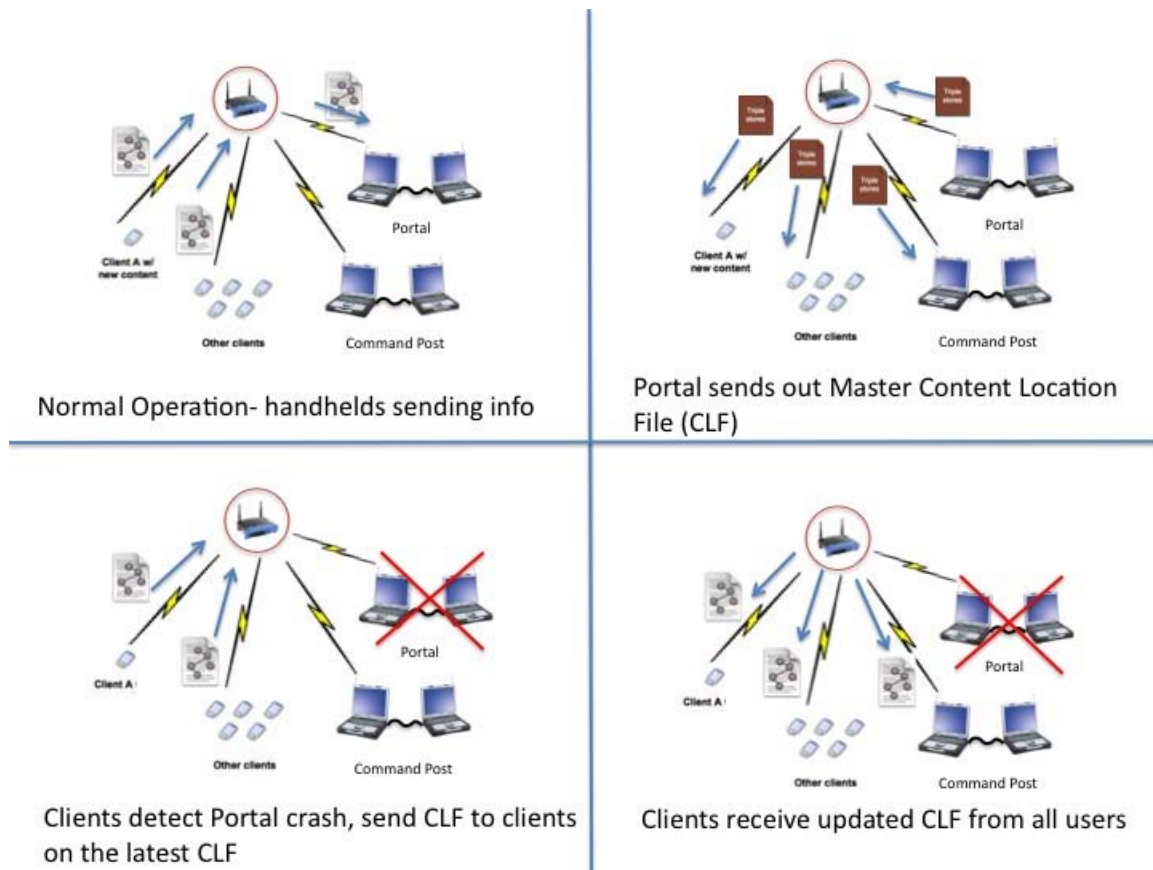 Portal
Client A w/
new content
Other clients
Command Post
Normal Operation- handhelds sending info
Triple
stores
Triple
stores
Triple
stores
Triple
stores
Portal
Client A w/
new content
Other clients
Command Post
Portal sends out Master Content Location
File (CLF)
Portal
Client A
Other clients
Command Post
Clients detect Portal crash, send CLF to clients
on the latest CLF
Portal
Client A
Other clients
Command Post
Clients receive updated CLF from all users